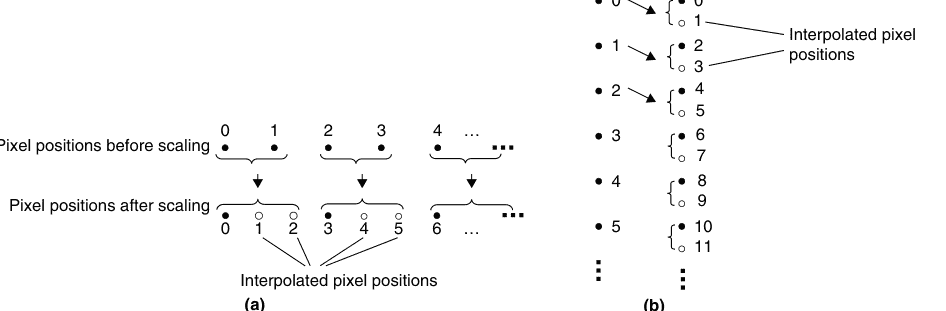 0 1 2 3 4 ...
Pixel positions before scaling
Pixel positions after scaling
0 1 2 3 4 5 6 ...
Interpolated pixel positions
(a)
0 0
1
1 2
3
2 4
5
3 6
7
4 8
9
5 10
11
Interpolated pixel
positions
(b)